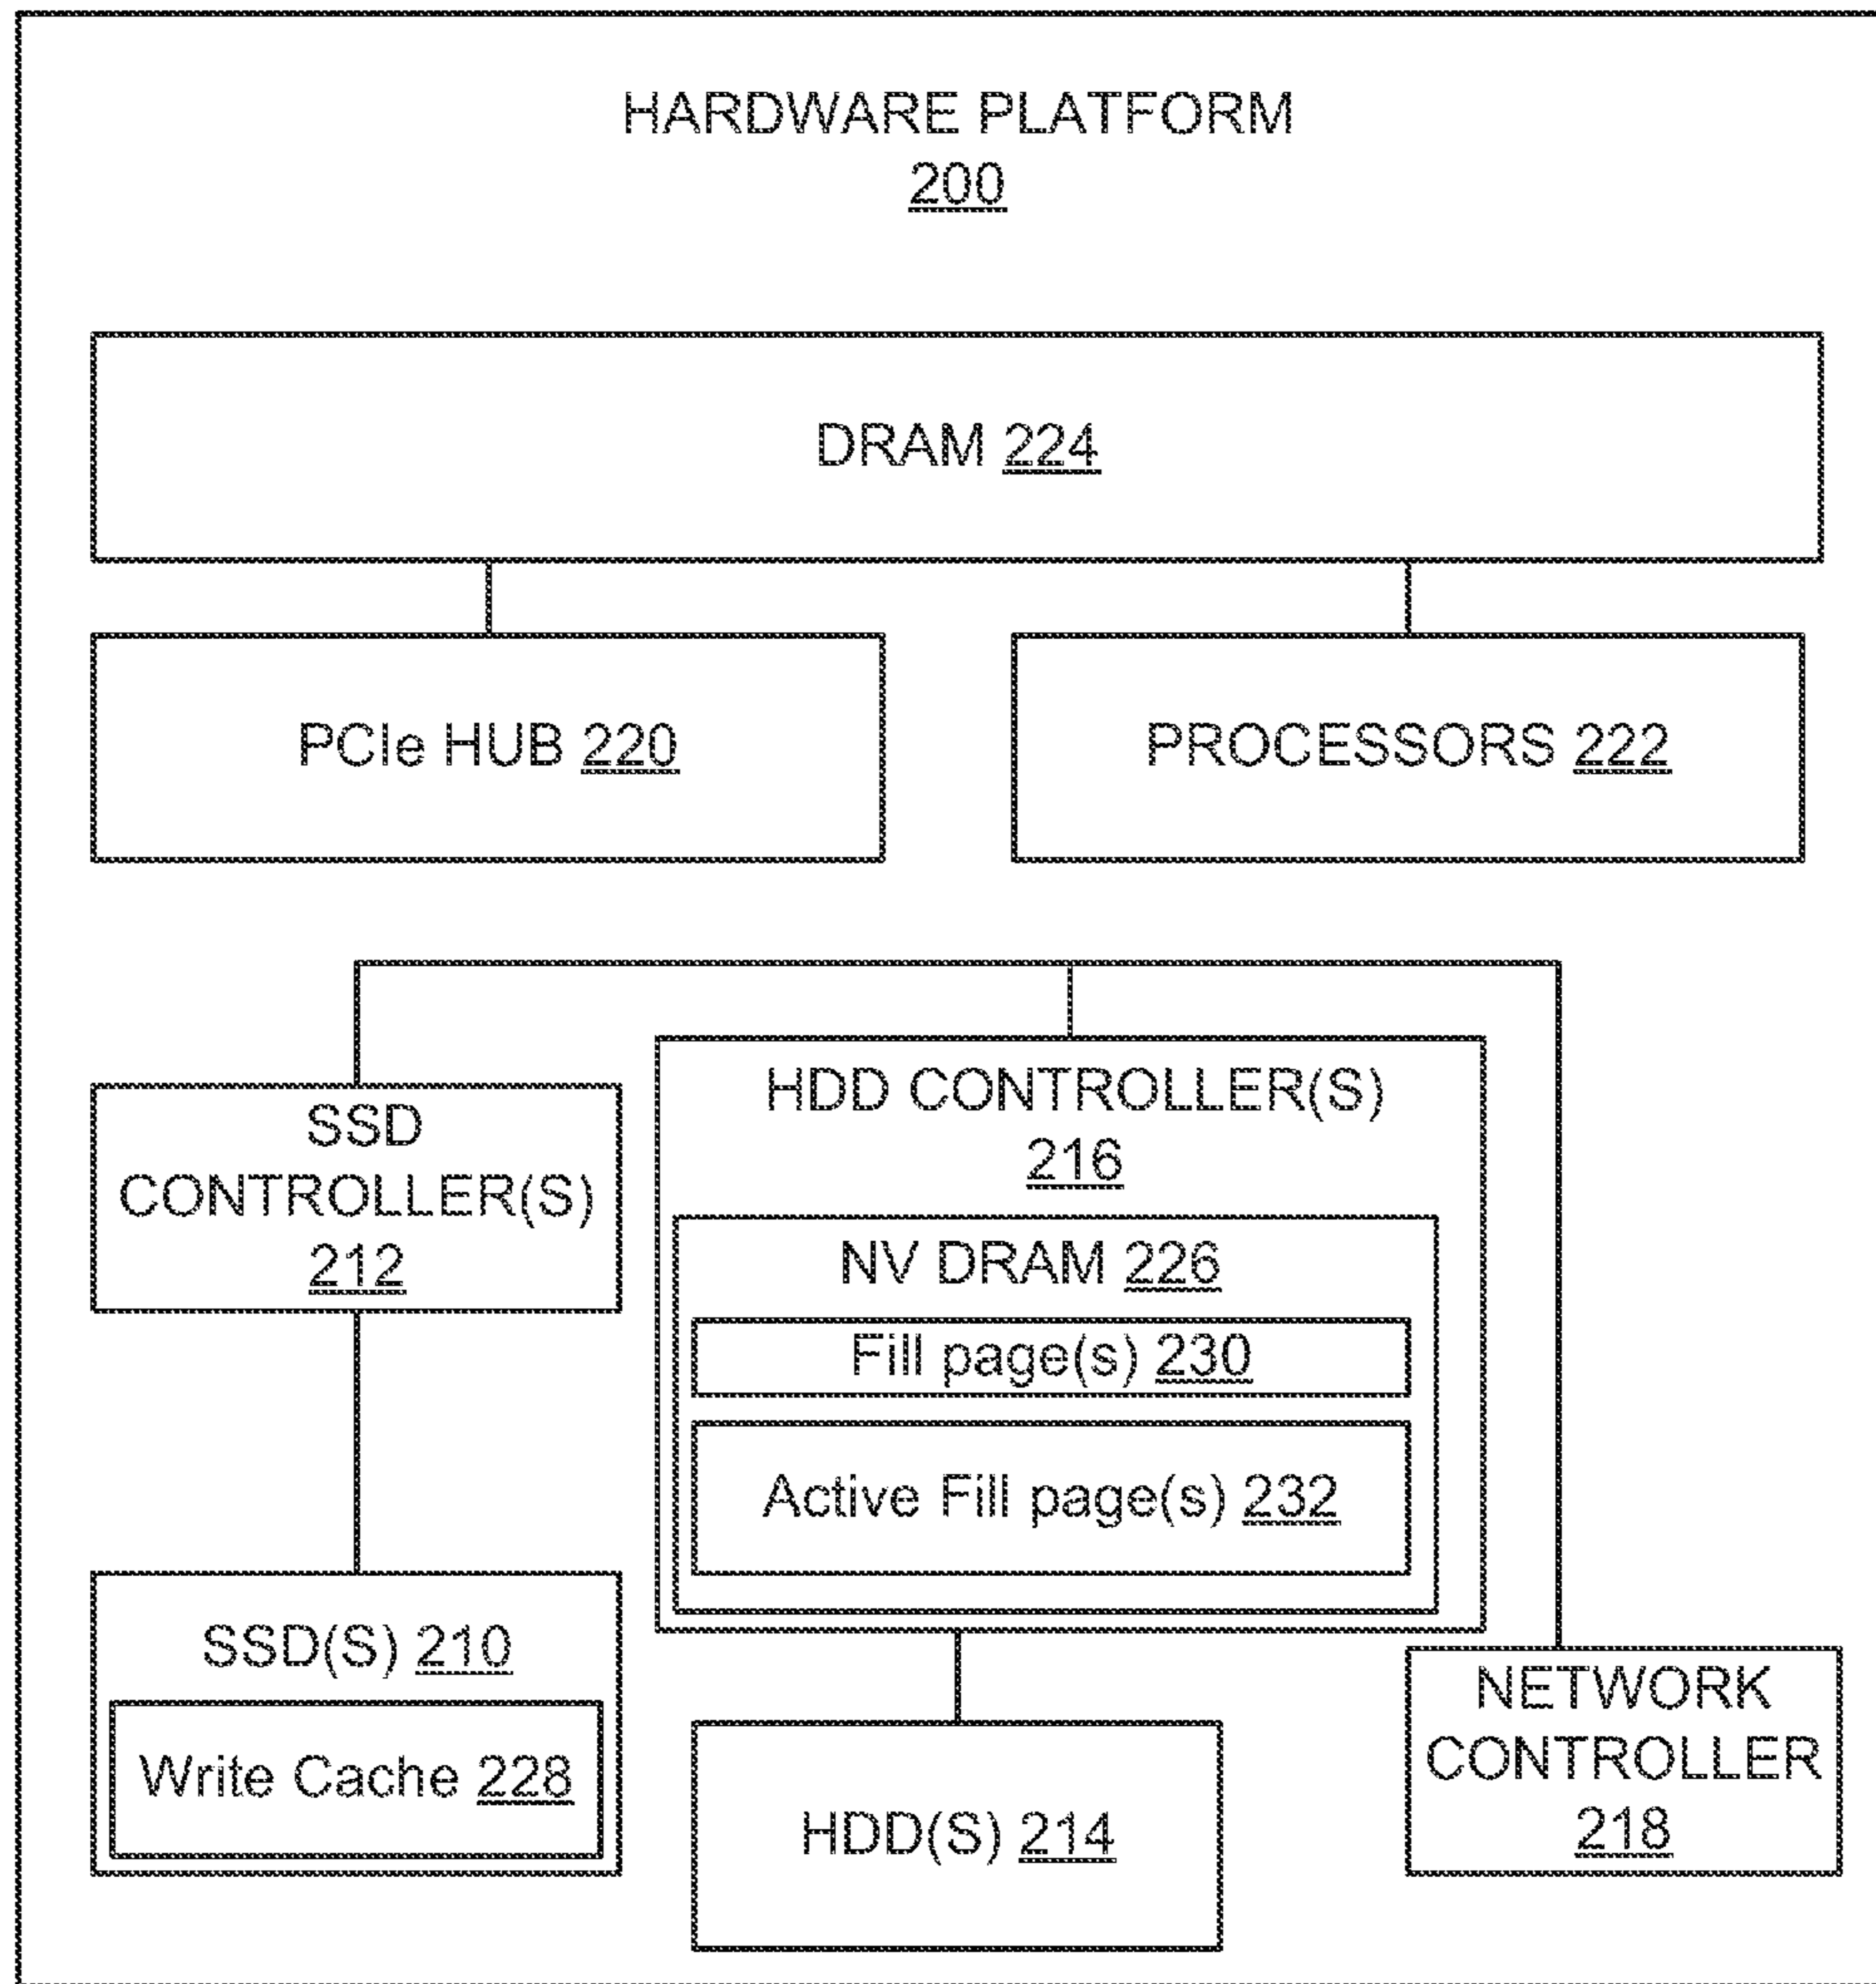 HARDWARE PLATFORM
200
DRAM 224
PCIe HUB 220
PROCESSORS 222
SSD
CONTROLLER(S)
212
HDD CONTROLLER(S)
216
NV DRAM 226
Fill page(s) 230
Active Fill page(s) 232
SSD(S) 210
Write Cache 228
HDD(S) 214
NETWORK
CONTROLLER
218